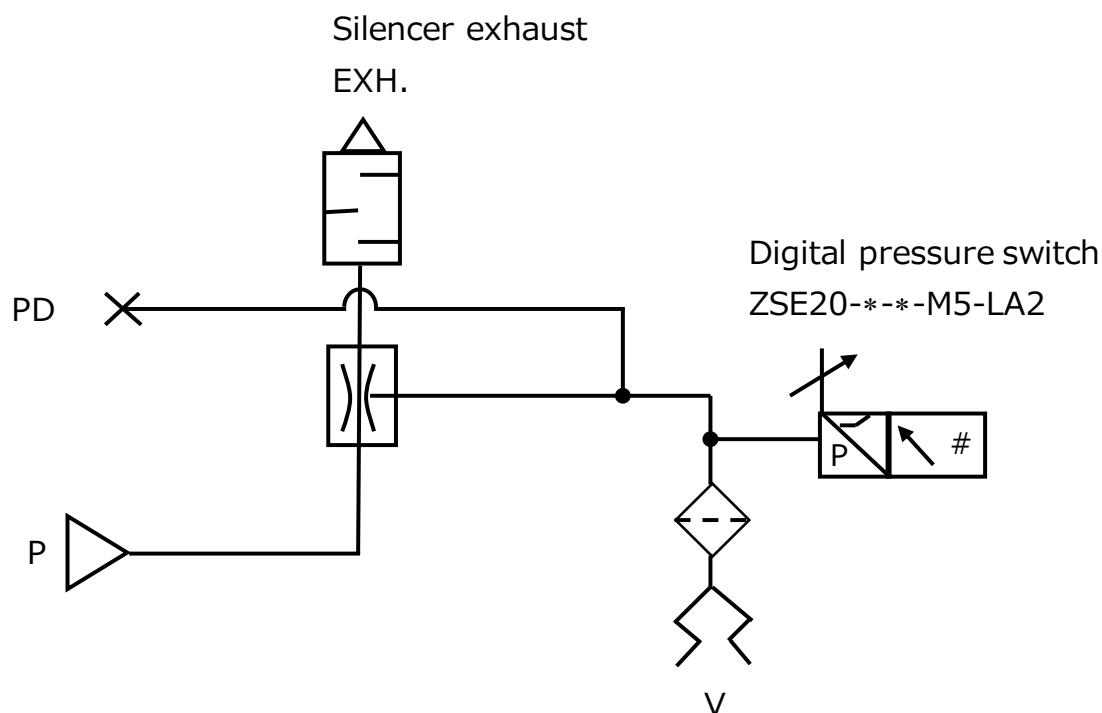 Silencer exhaust
EXH.
Digital pressure switch
ZSE20-*-*-M5-LA2
PD
P #
P
V